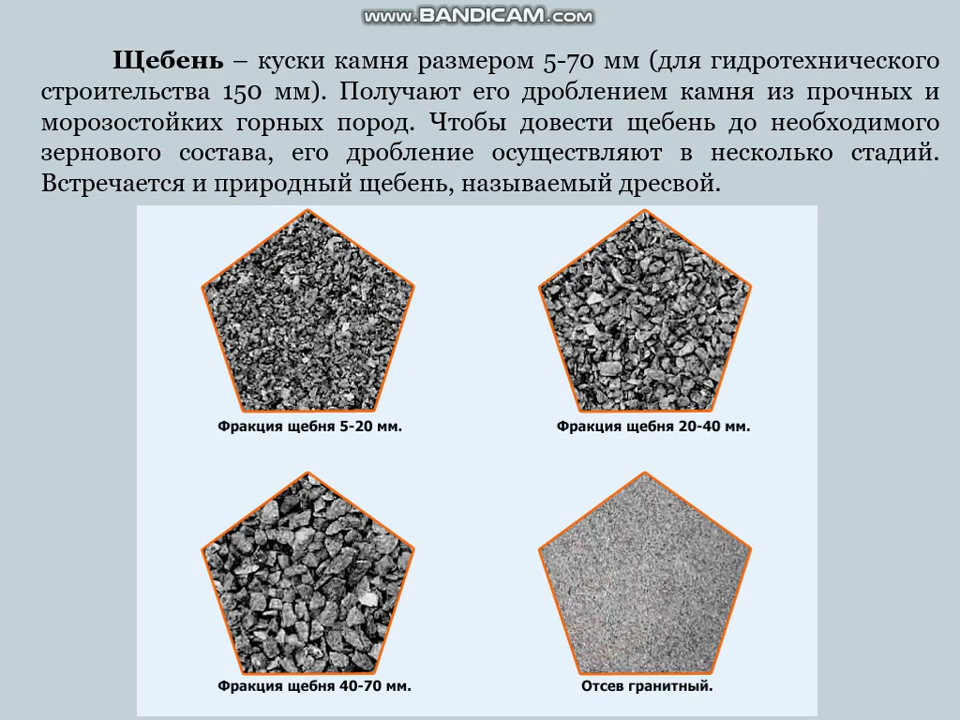 www.BANDICAM.com
Щебень – куски камня размером 5-70 мм (для гидротехнического
строительства 150 мм). Получают его дроблением камня из прочных и
морозостойких горных пород. Чтобы довести щебень до необходимого
зернового состава, его дробление осуществляют в несколько стадий.
Встречается и природный щебень, называемый дресвой.
Фракция щебня 5-20 мм.
Фракция щебня 20-40 мм.
Фракция щебня 40-70 мм.
Отсев гранитный.